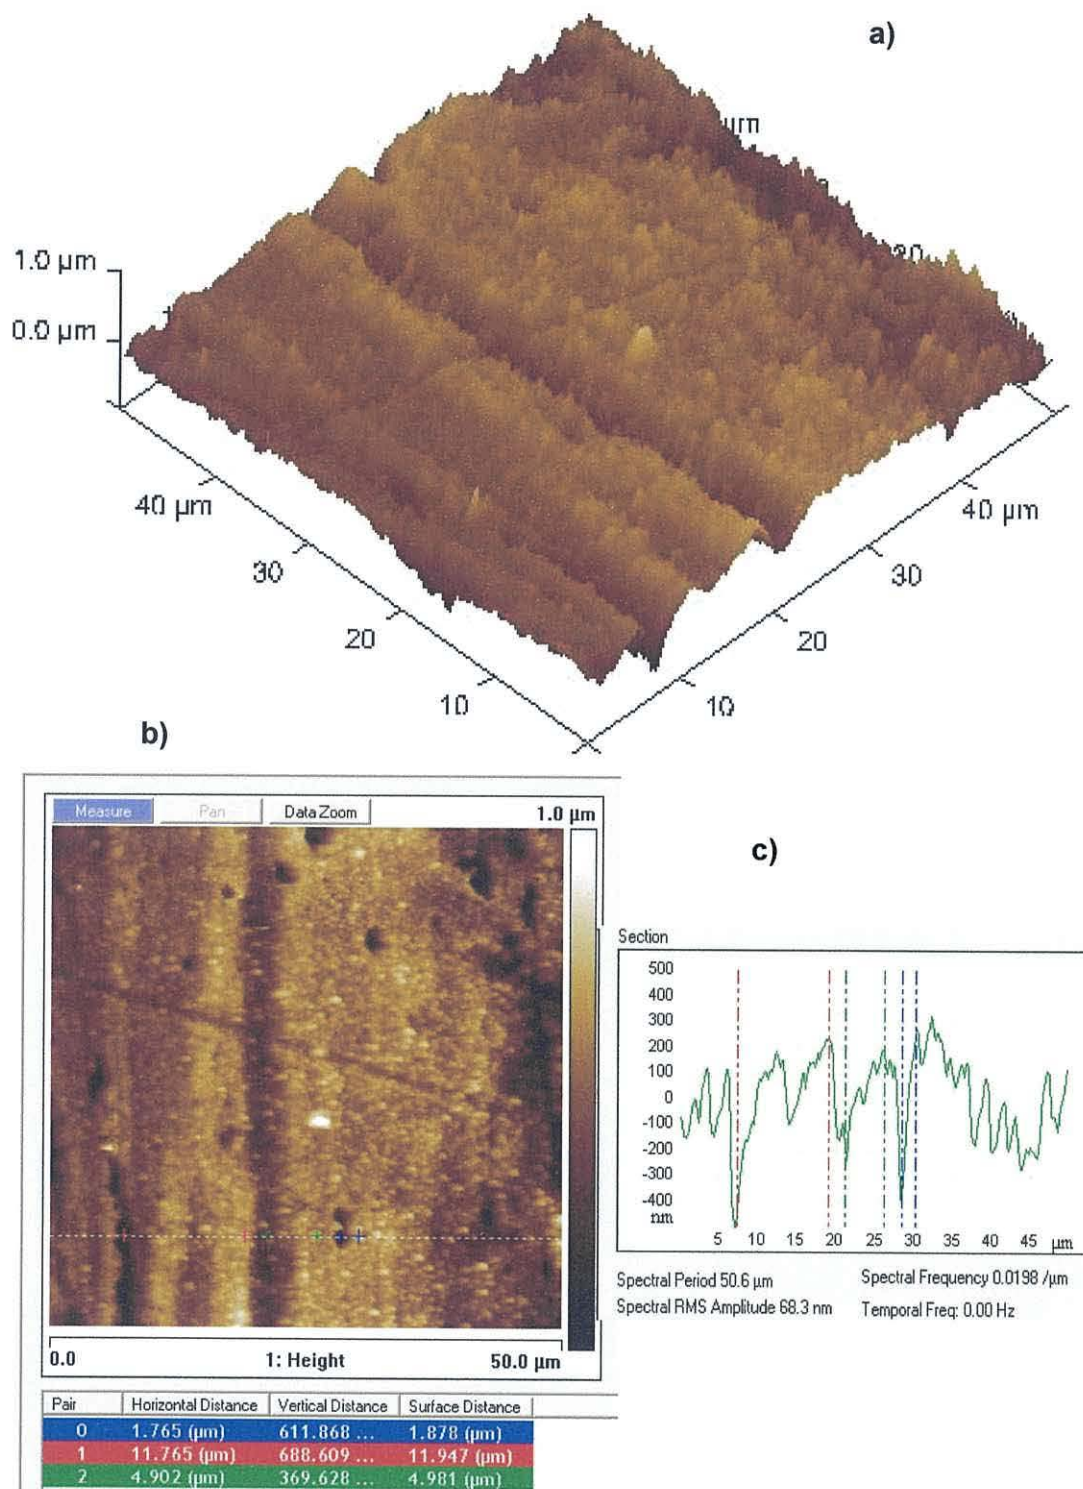 a)
µm
1.0 µm
0.0 µm
40 µm
30
20
10
10
20
30
40 µm
b)
Measure
Pan
Data Zoom
1.0 µm
0.0
1: Height
50.0 µm
Pair Horizontal Distance Vertical Distance Surface Distance
0 1.765 (µm) 611.868 ... 1.878 (µm)
1 11.765 (µm) 688.609 ... 11.947 (µm)
2 4.902 (µm) 369.628 ... 4.981 (µm)
c)
Section
500
400
300
200
100
0
-100
-200
-300
-400
nm
5 10 15 20 25 30 35 40 45 µm
Spectral Period 50.6 µm Spectral Frequency 0.0198 /µm
Spectral RMS Amplitude 68.3 nm Temporal Freq: 0.00 Hz